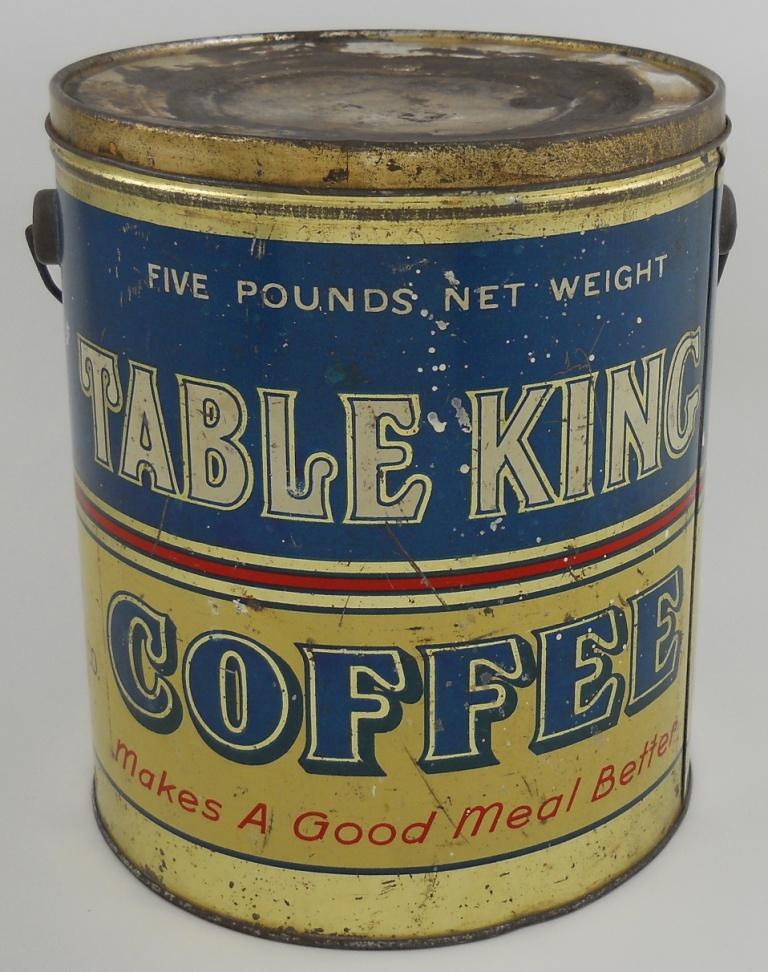 FIVE POUNDS NET WEIGHT
TABLE KING
COFFEE
Makes A Good Meal Better